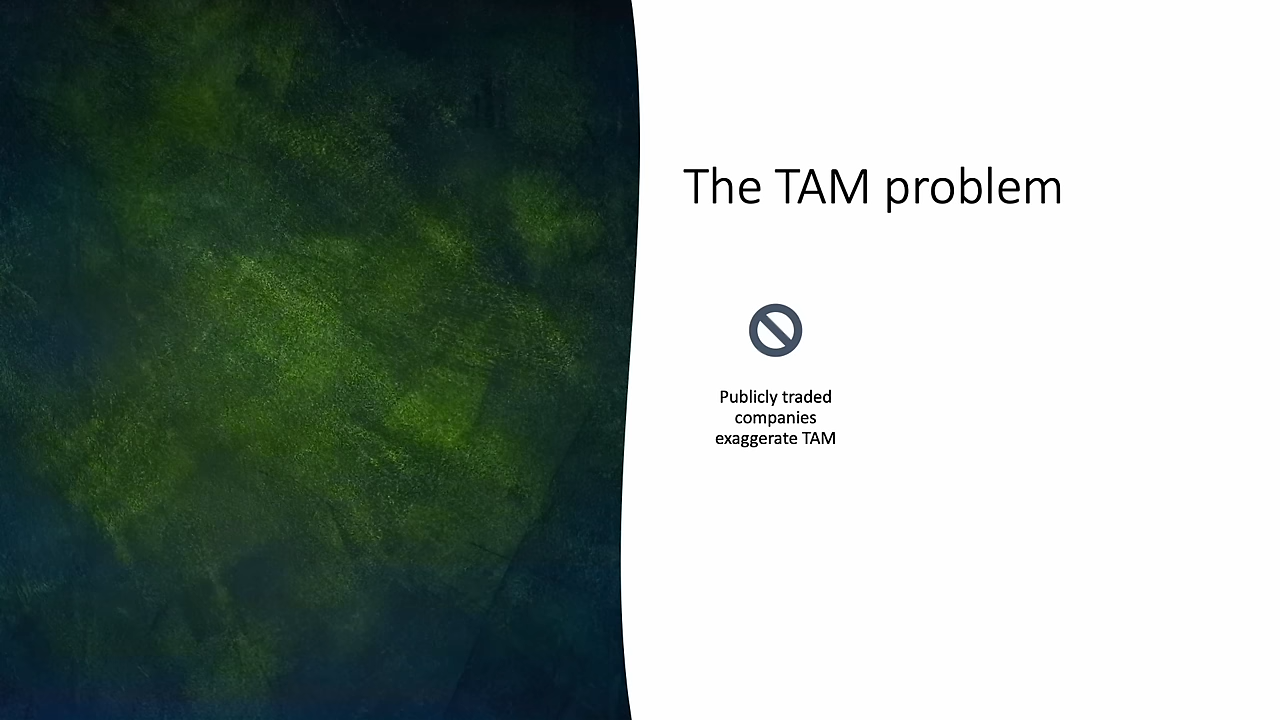 The TAM problem
Publicly traded
companies
exaggerate TAM